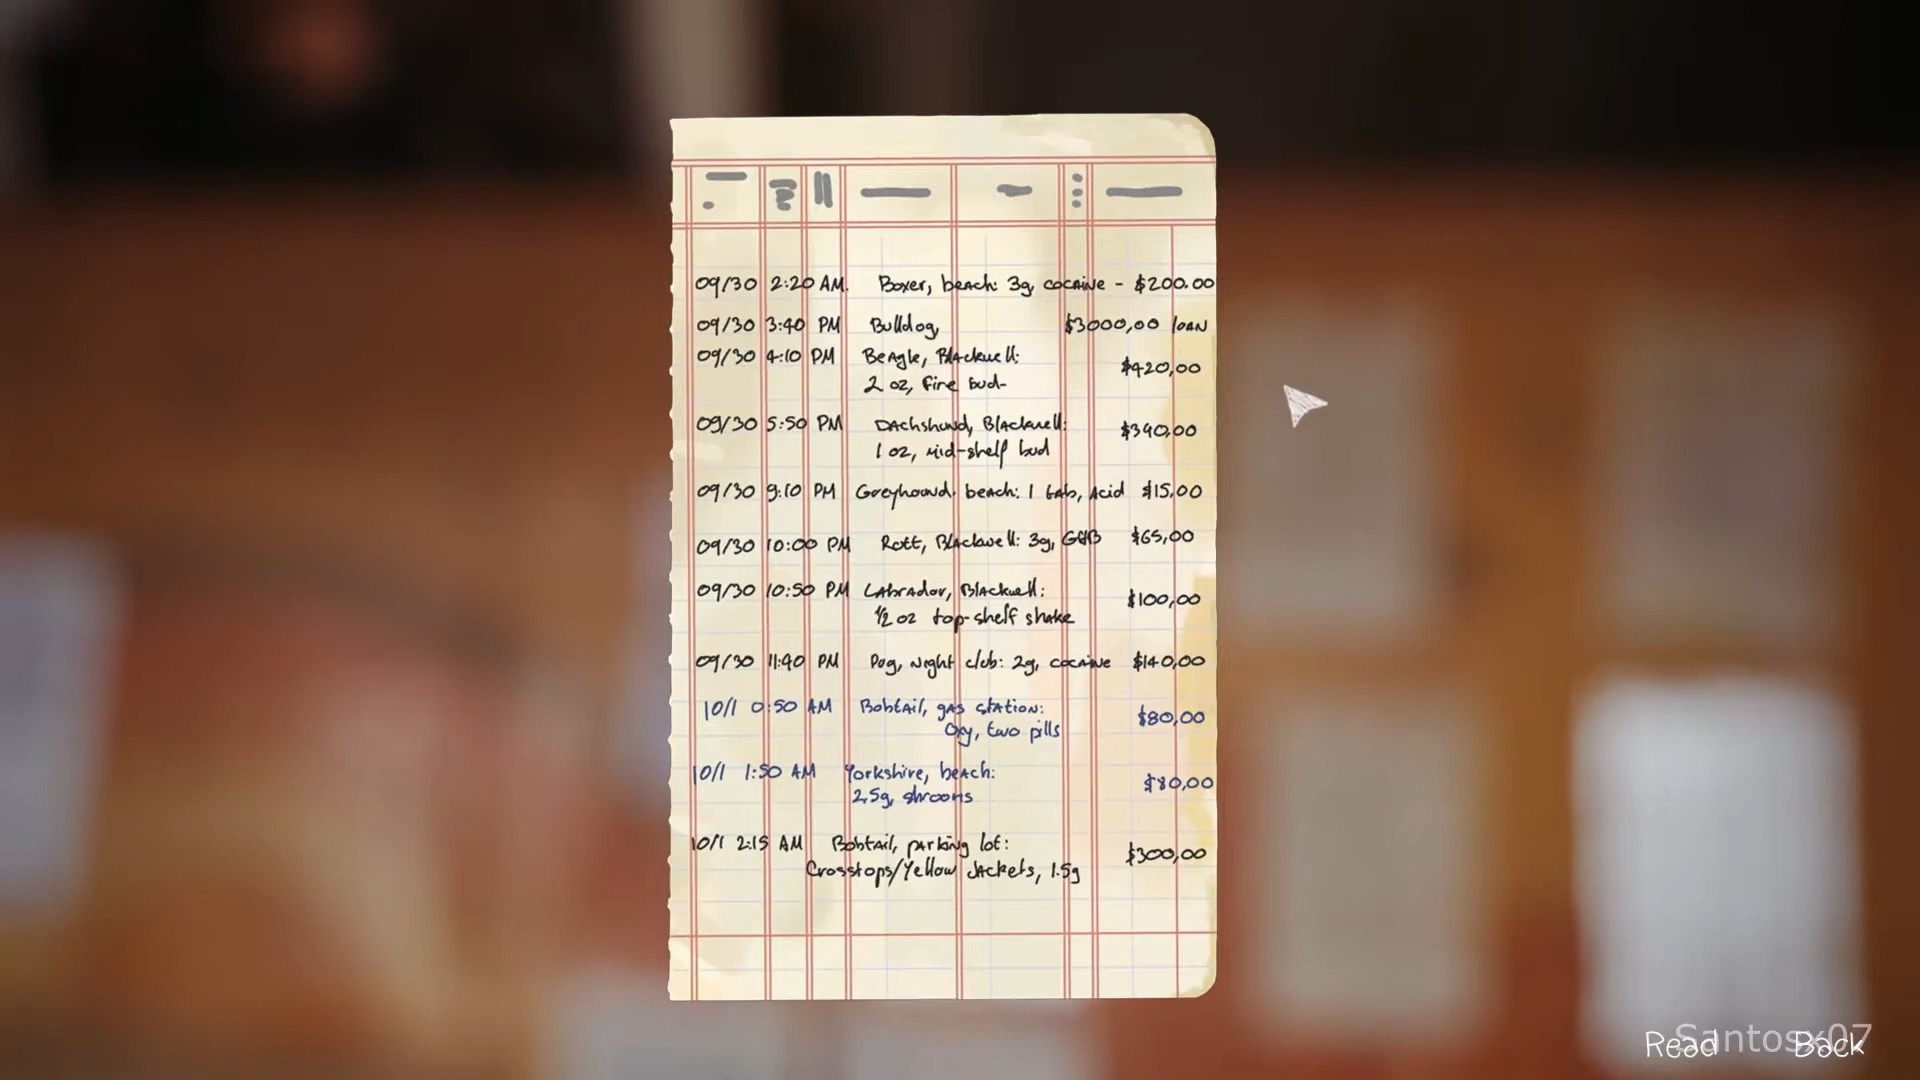 09/30 2:20 AM. Boxer, beach: 3g, cocaine - $200.00
09/30 3:40 PM Bulldog, $3000,00 loan
09/30 4:10 PM Beagle, Blackwell: $420,00
2 oz, fire bud-
09/30 5:50 PM Dachshund, Blackwell: $340,00
1 oz, mid-shelf bud
09/30 9:10 PM Greyhound, beach: 1 tab, acid $15,00
09/30 10:00 PM Rott, Blackwell: 3g, GHB $65,00
09/30 10:50 PM Labrador, Blackwell: $100,00
1/2 oz top-shelf shake
09/30 11:40 PM Pug, night club: 2g, cocaine $140,00
10/1 0:50 AM Bobtail, gas station: $80,00
Oxy, two pills
10/1 1:50 AM Yorkshire, beach: $80,00
2,5g, shrooms
10/1 2:15 AM Bobtail, parking lot: $300,00
Crosstops/Yellow Jackets, 1.5g
Santosx07
Read Back